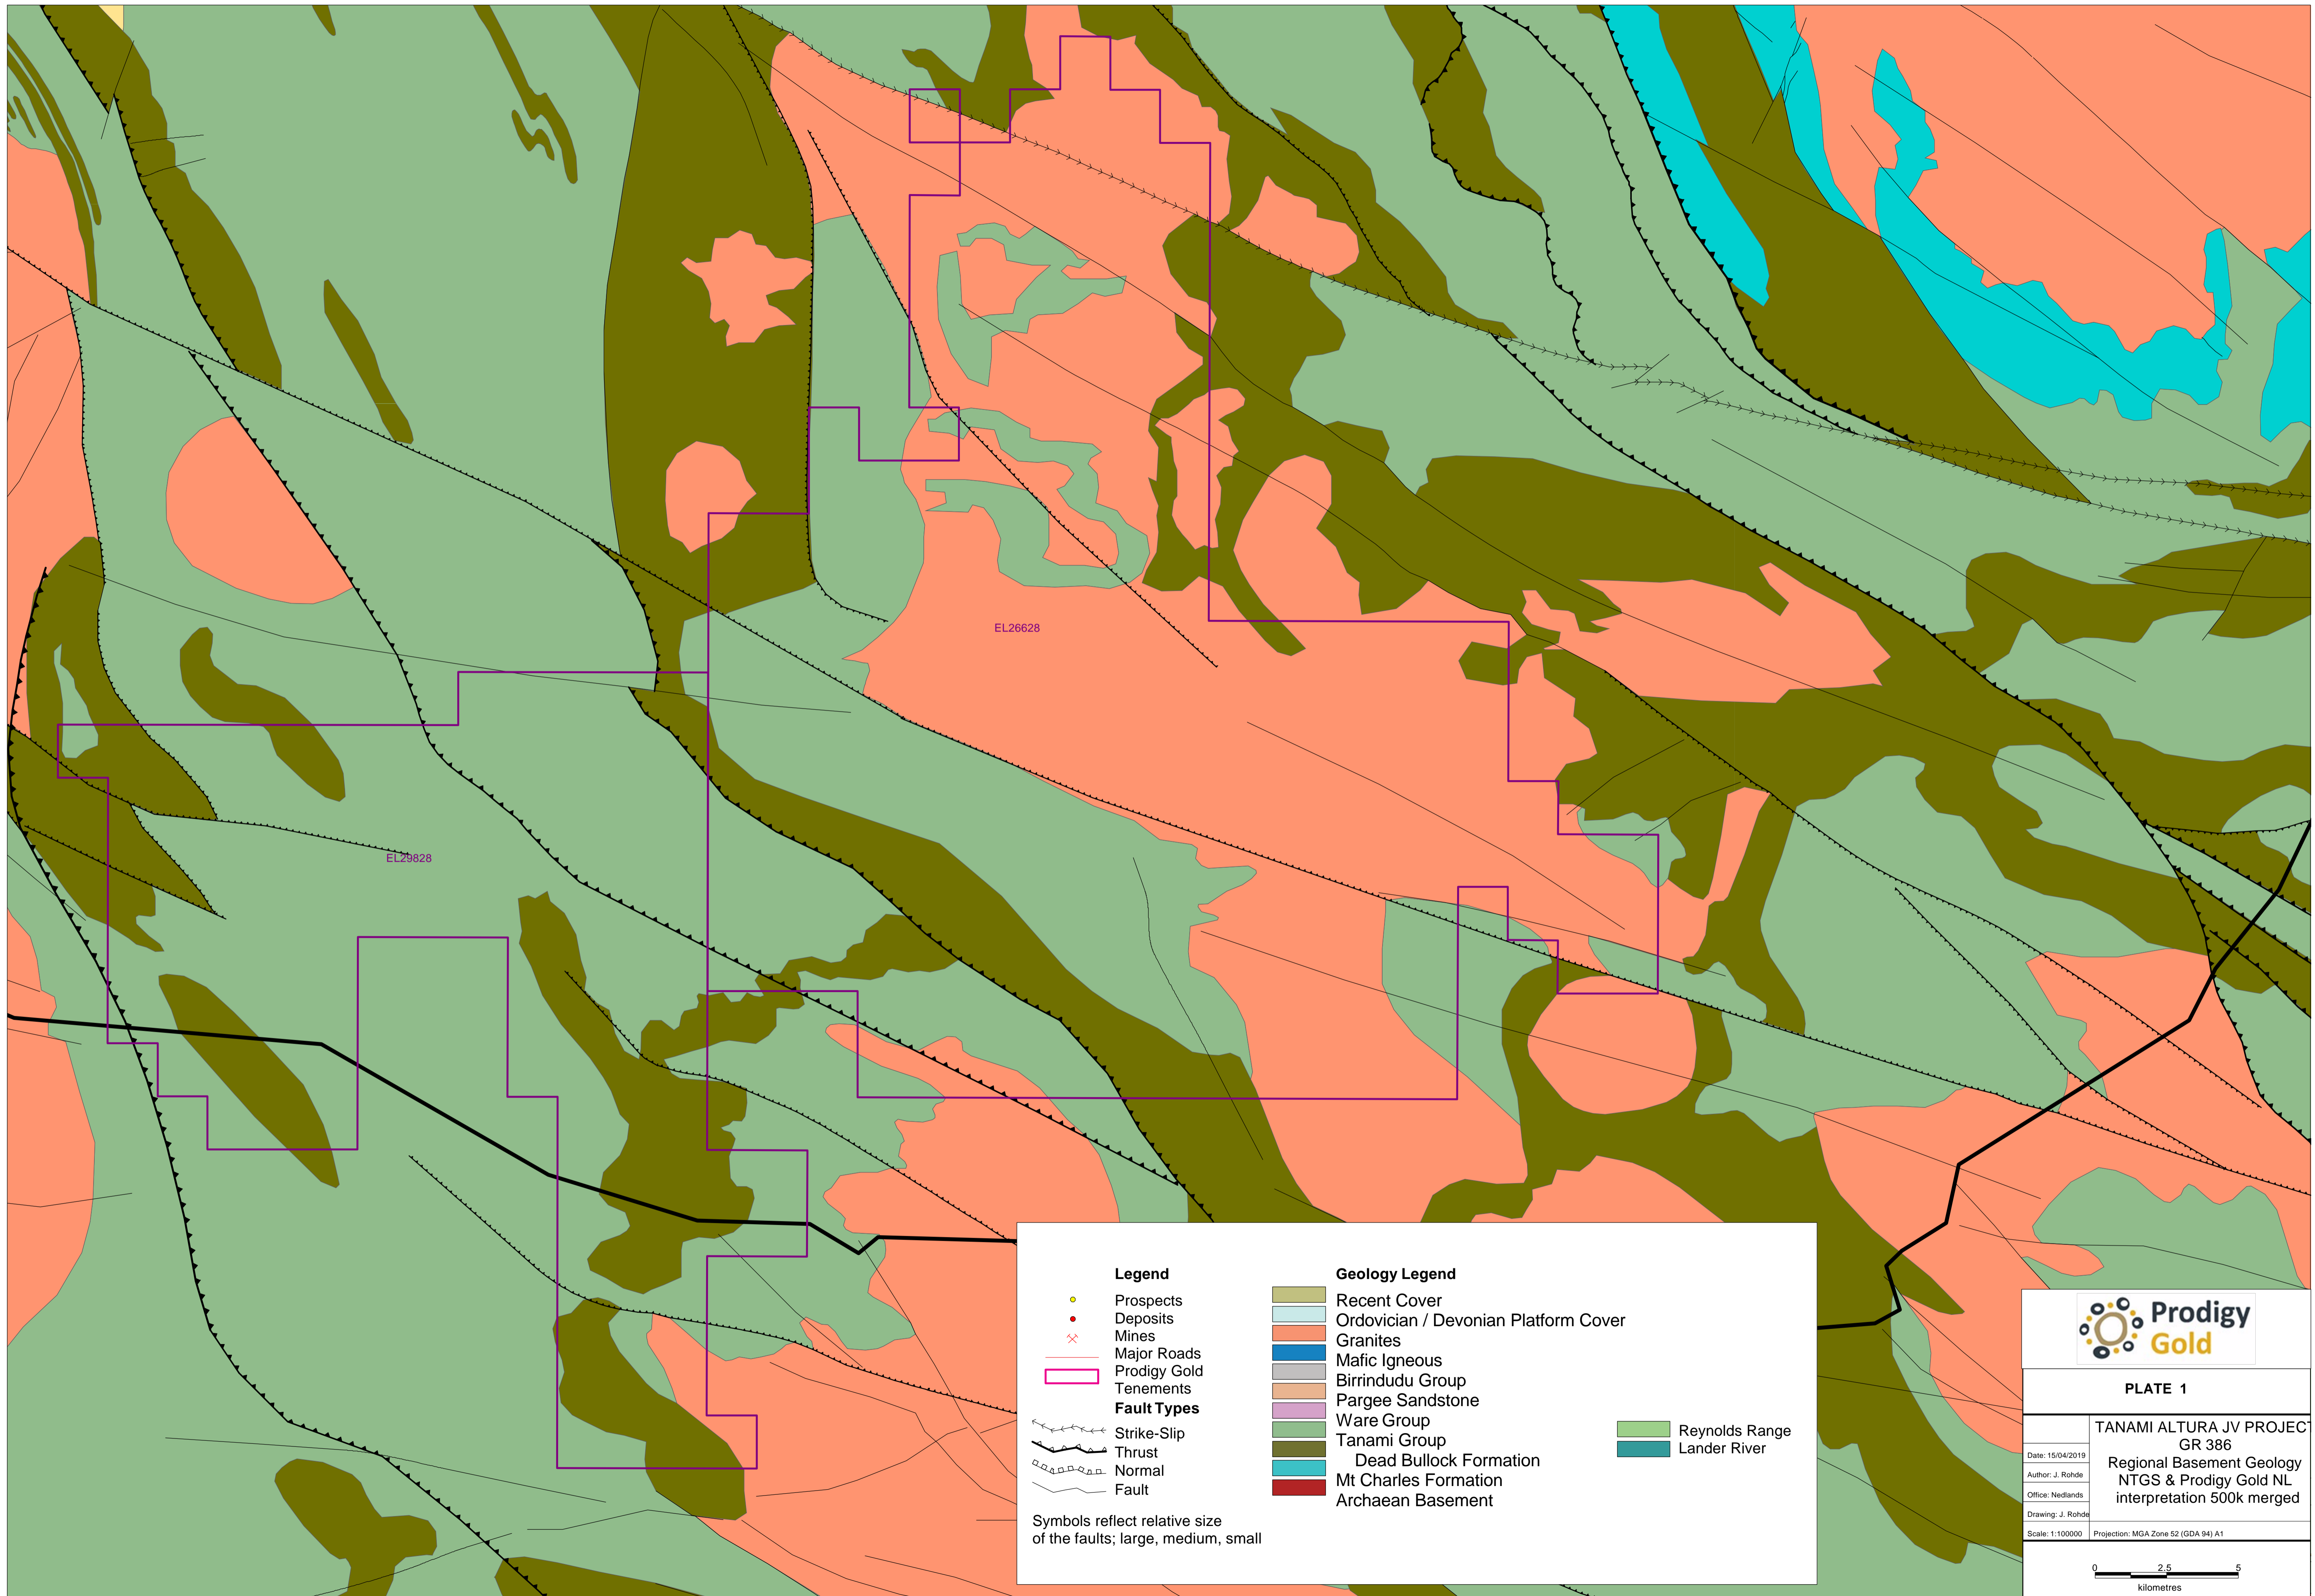 EL26628
EL29828
Legend
Prospects
Deposits
Mines
Major Roads
Prodigy Gold
Tenements
Fault Types
Strike-Slip
Thrust
Normal
Fault
Symbols reflect relative size
of the faults; large, medium, small
Geology Legend
Recent Cover
Ordovician / Devonian Platform Cover
Granites
Mafic Igneous
Birrindudu Group
Pargee Sandstone
Ware Group
Tanami Group
Dead Bullock Formation
Mt Charles Formation
Archaean Basement
Reynolds Range
Lander River
Prodigy
Gold
PLATE 1
TANAMI ALTURA JV PROJECT
GR 386
Regional Basement Geology
NTGS & Prodigy Gold NL
interpretation 500k merged
Date: 15/04/2019
Author: J. Rohde
Office: Nedlands
Drawing: J. Rohde
Scale: 1:100000
Projection: MGA Zone 52 (GDA 94) A1
0 2.5 5
kilometres